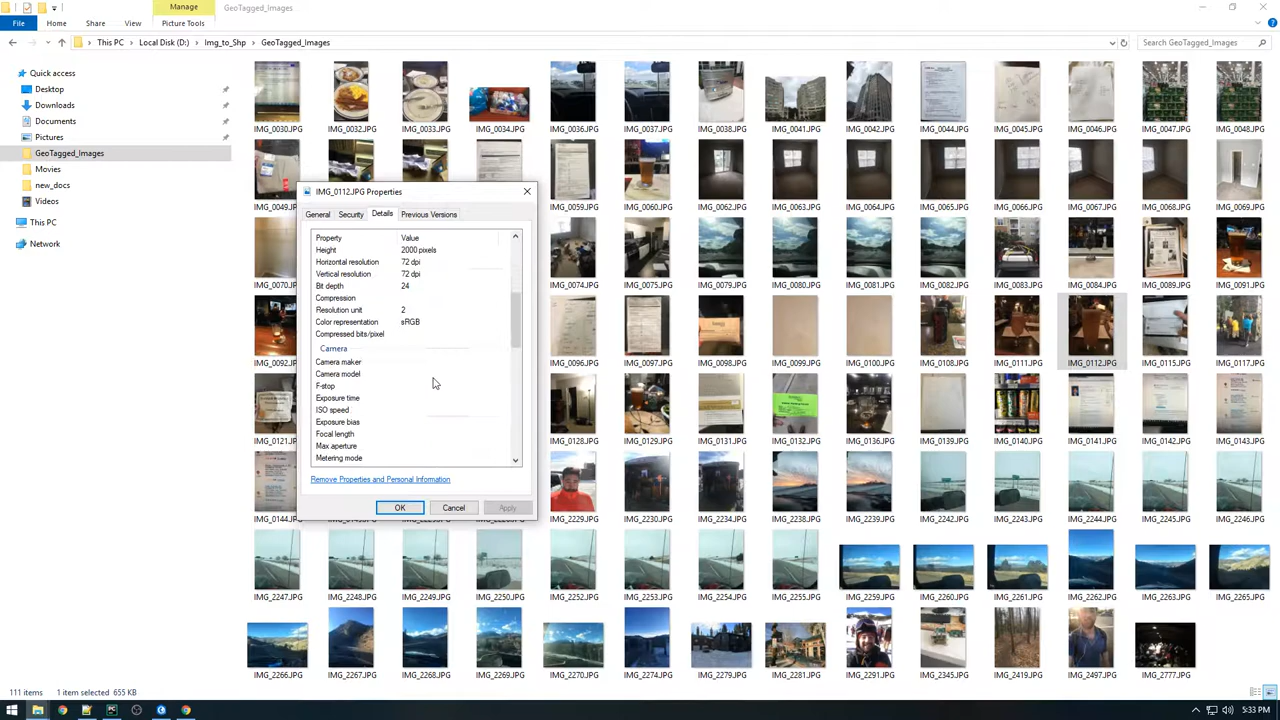 Manage
GeoTagged_Images
File
Home
Share
View
Picture Tools
This PC > Local Disk (D:) > Img_to_Shp > GeoTagged_Images
Search GeoTagged_Images
Quick access
Desktop
Downloads
Documents
Pictures
GeoTagged_Images
Movies
new_docs
Videos
This PC
Network
IMG_0030.JPG IMG_0032.JPG IMG_0033.JPG IMG_0034.JPG IMG_0036.JPG IMG_0037.JPG IMG_0038.JPG IMG_0041.JPG IMG_0042.JPG IMG_0044.JPG IMG_0045.JPG IMG_0046.JPG IMG_0047.JPG IMG_0048.JPG
IMG_0049.JPG IMG_0059.JPG IMG_0060.JPG IMG_0062.JPG IMG_0063.JPG IMG_0064.JPG IMG_0065.JPG IMG_0066.JPG IMG_0067.JPG IMG_0069.JPG
IMG_0070.JPG IMG_0074.JPG IMG_0075.JPG IMG_0079.JPG IMG_0080.JPG IMG_0081.JPG IMG_0082.JPG IMG_0083.JPG IMG_0084.JPG IMG_0089.JPG IMG_0091.JPG
IMG_0092.JPG IMG_0096.JPG IMG_0097.JPG IMG_0098.JPG IMG_0099.JPG IMG_0100.JPG IMG_0108.JPG IMG_0111.JPG IMG_0112.JPG IMG_0115.JPG IMG_0117.JPG
IMG_0121.JPG IMG_0128.JPG IMG_0129.JPG IMG_0131.JPG IMG_0132.JPG IMG_0136.JPG IMG_0139.JPG IMG_0140.JPG IMG_0141.JPG IMG_0142.JPG IMG_0143.JPG
IMG_0144.JPG IMG_2229.JPG IMG_2230.JPG IMG_2234.JPG IMG_2238.JPG IMG_2239.JPG IMG_2242.JPG IMG_2243.JPG IMG_2244.JPG IMG_2245.JPG IMG_2246.JPG
IMG_2247.JPG IMG_2248.JPG IMG_2249.JPG IMG_2250.JPG IMG_2252.JPG IMG_2253.JPG IMG_2254.JPG IMG_2255.JPG IMG_2259.JPG IMG_2260.JPG IMG_2261.JPG IMG_2262.JPG IMG_2263.JPG IMG_2265.JPG
IMG_2266.JPG IMG_2267.JPG IMG_2268.JPG IMG_2269.JPG IMG_2270.JPG IMG_2274.JPG IMG_2279.JPG IMG_2281.JPG IMG_2291.JPG IMG_2345.JPG IMG_2419.JPG IMG_2497.JPG IMG_2777.JPG
IMG_0112.JPG Properties
General Security Details Previous Versions
Property Value
Height 2000 pixels
Horizontal resolution 72 dpi
Vertical resolution 72 dpi
Bit depth 24
Compression
Resolution unit 2
Color representation sRGB
Compressed bits/pixel
Camera
Camera maker
Camera model
F-stop
Exposure time
ISO speed
Exposure bias
Focal length
Max aperture
Metering mode
Remove Properties and Personal Information
OK Cancel Apply
111 items 1 item selected 655 KB
5:33 PM